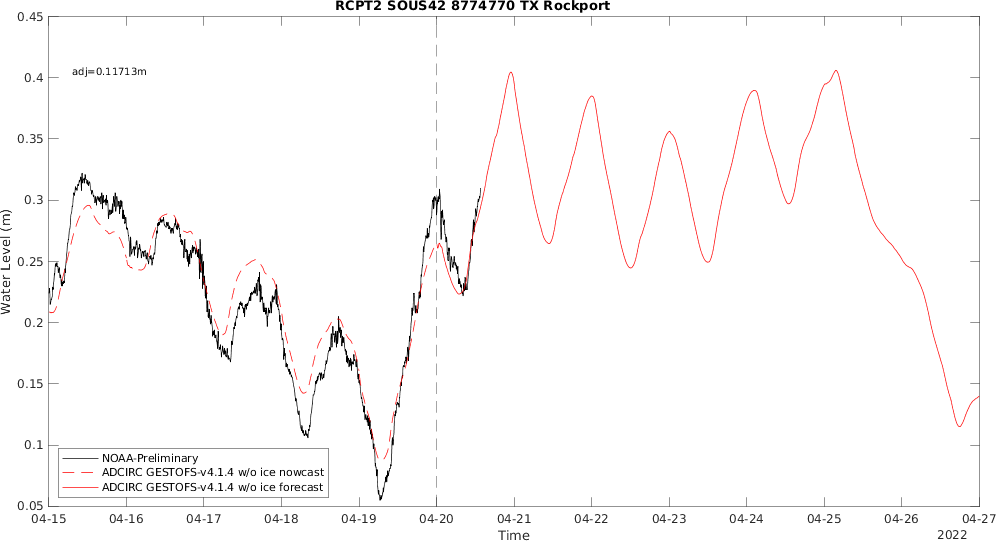 RCPT2 SOUS42 8774770 TX Rockport
0.45
0.4
0.35
0.3
0.25
0.2
0.15
0.1
0.05
Water Level (m)
adj=0.11713m
NOAA-Preliminary
ADCIRC GESTOFS-v4.1.4 w/o ice nowcast
ADCIRC GESTOFS-v4.1.4 w/o ice forecast
04-15 04-16 04-17 04-18 04-19 04-20 04-21 04-22 04-23 04-24 04-25 04-26 04-27
Time
2022